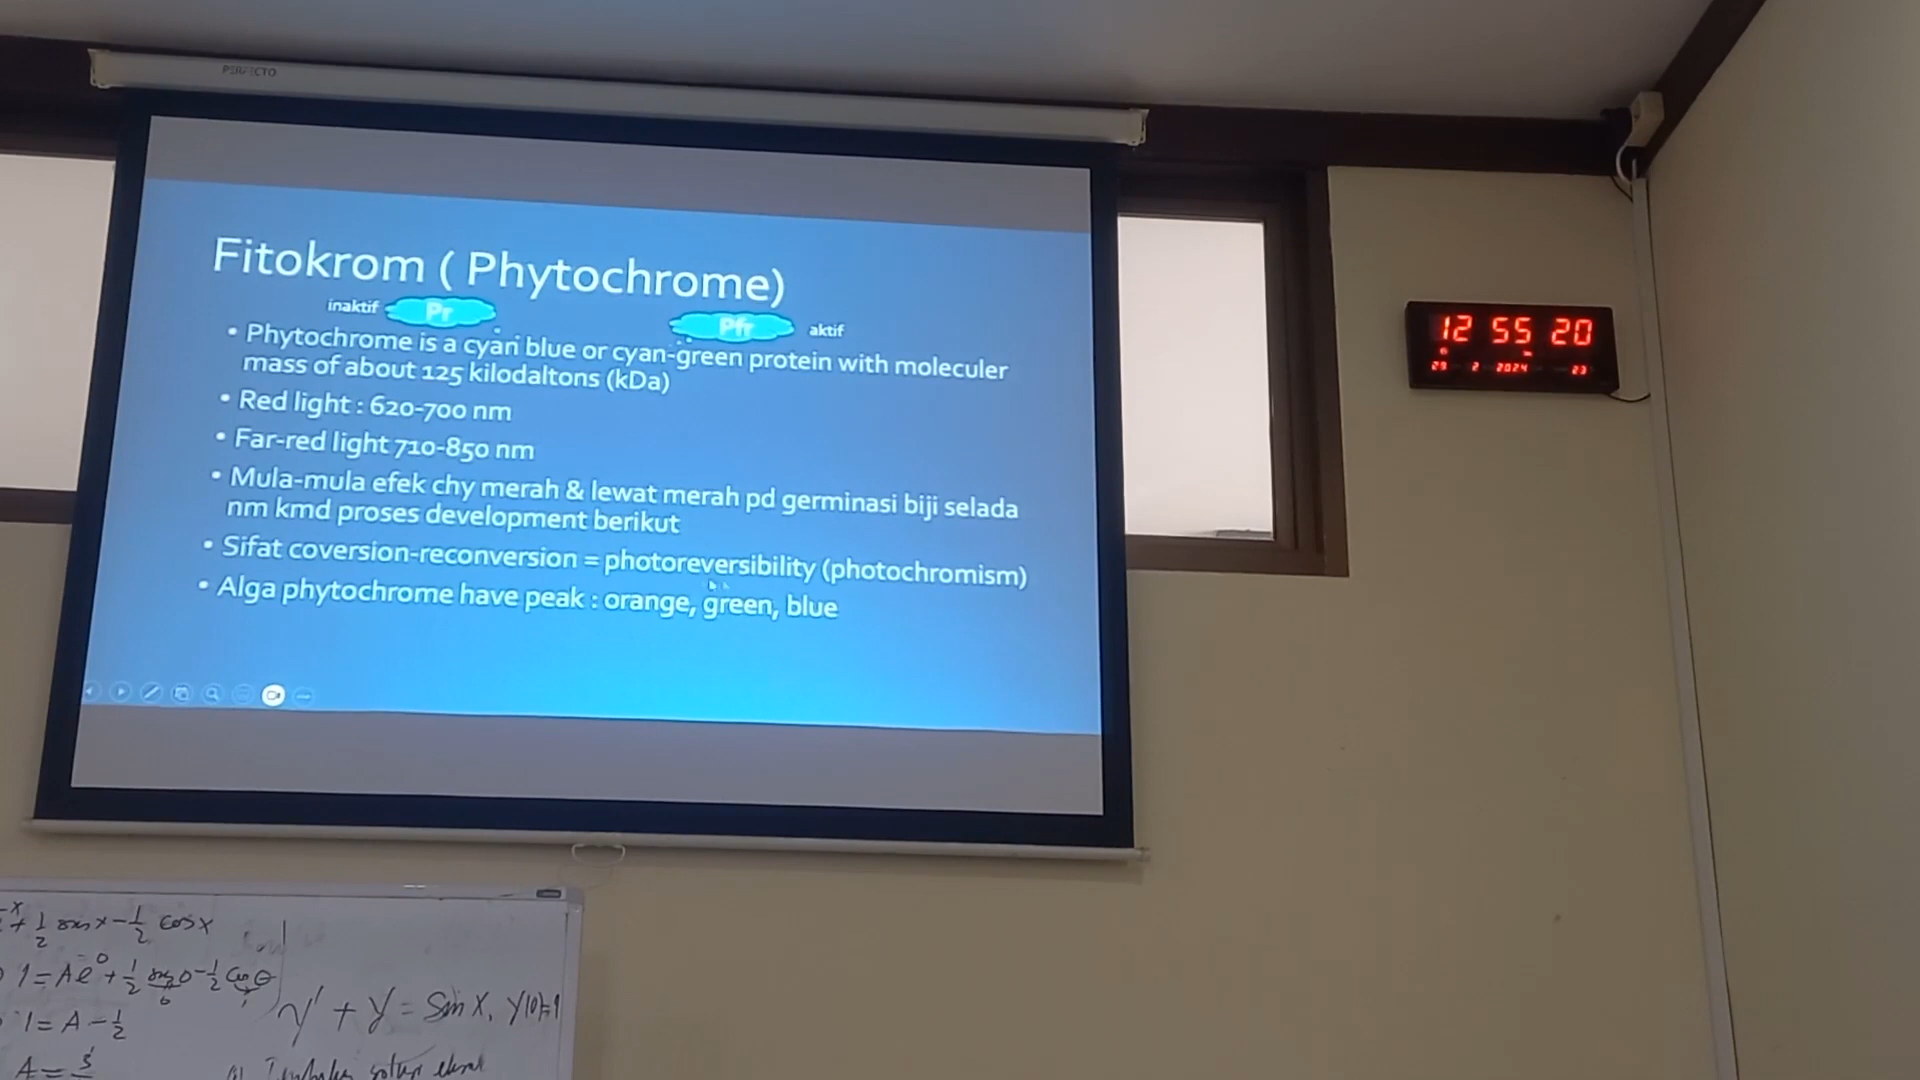 PERFECTO
Fitokrom ( Phytochrome)
inaktif Pr Pfr aktif
• Phytochrome is a cyan blue or cyan-green protein with moleculer
mass of about 125 kilodaltons (kDa)
• Red light : 620-700 nm
• Far-red light 710-850 nm
• Mula-mula efek chy merah & lewat merah pd germinasi biji selada
nm kmd proses development berikut
• Sifat coversion-reconversion = photoreversibility (photochromism)
• Alga phytochrome have peak : orange, green, blue
12 55 20
29 2 2024 23
+ 1/2 sin x - 1/2 cos x
1 = Ae⁰ + 1/2 sin 0 - 1/2 Cos 0
1 = A - 1/2
y' + y = Sin x, y(0)=1
A = 3